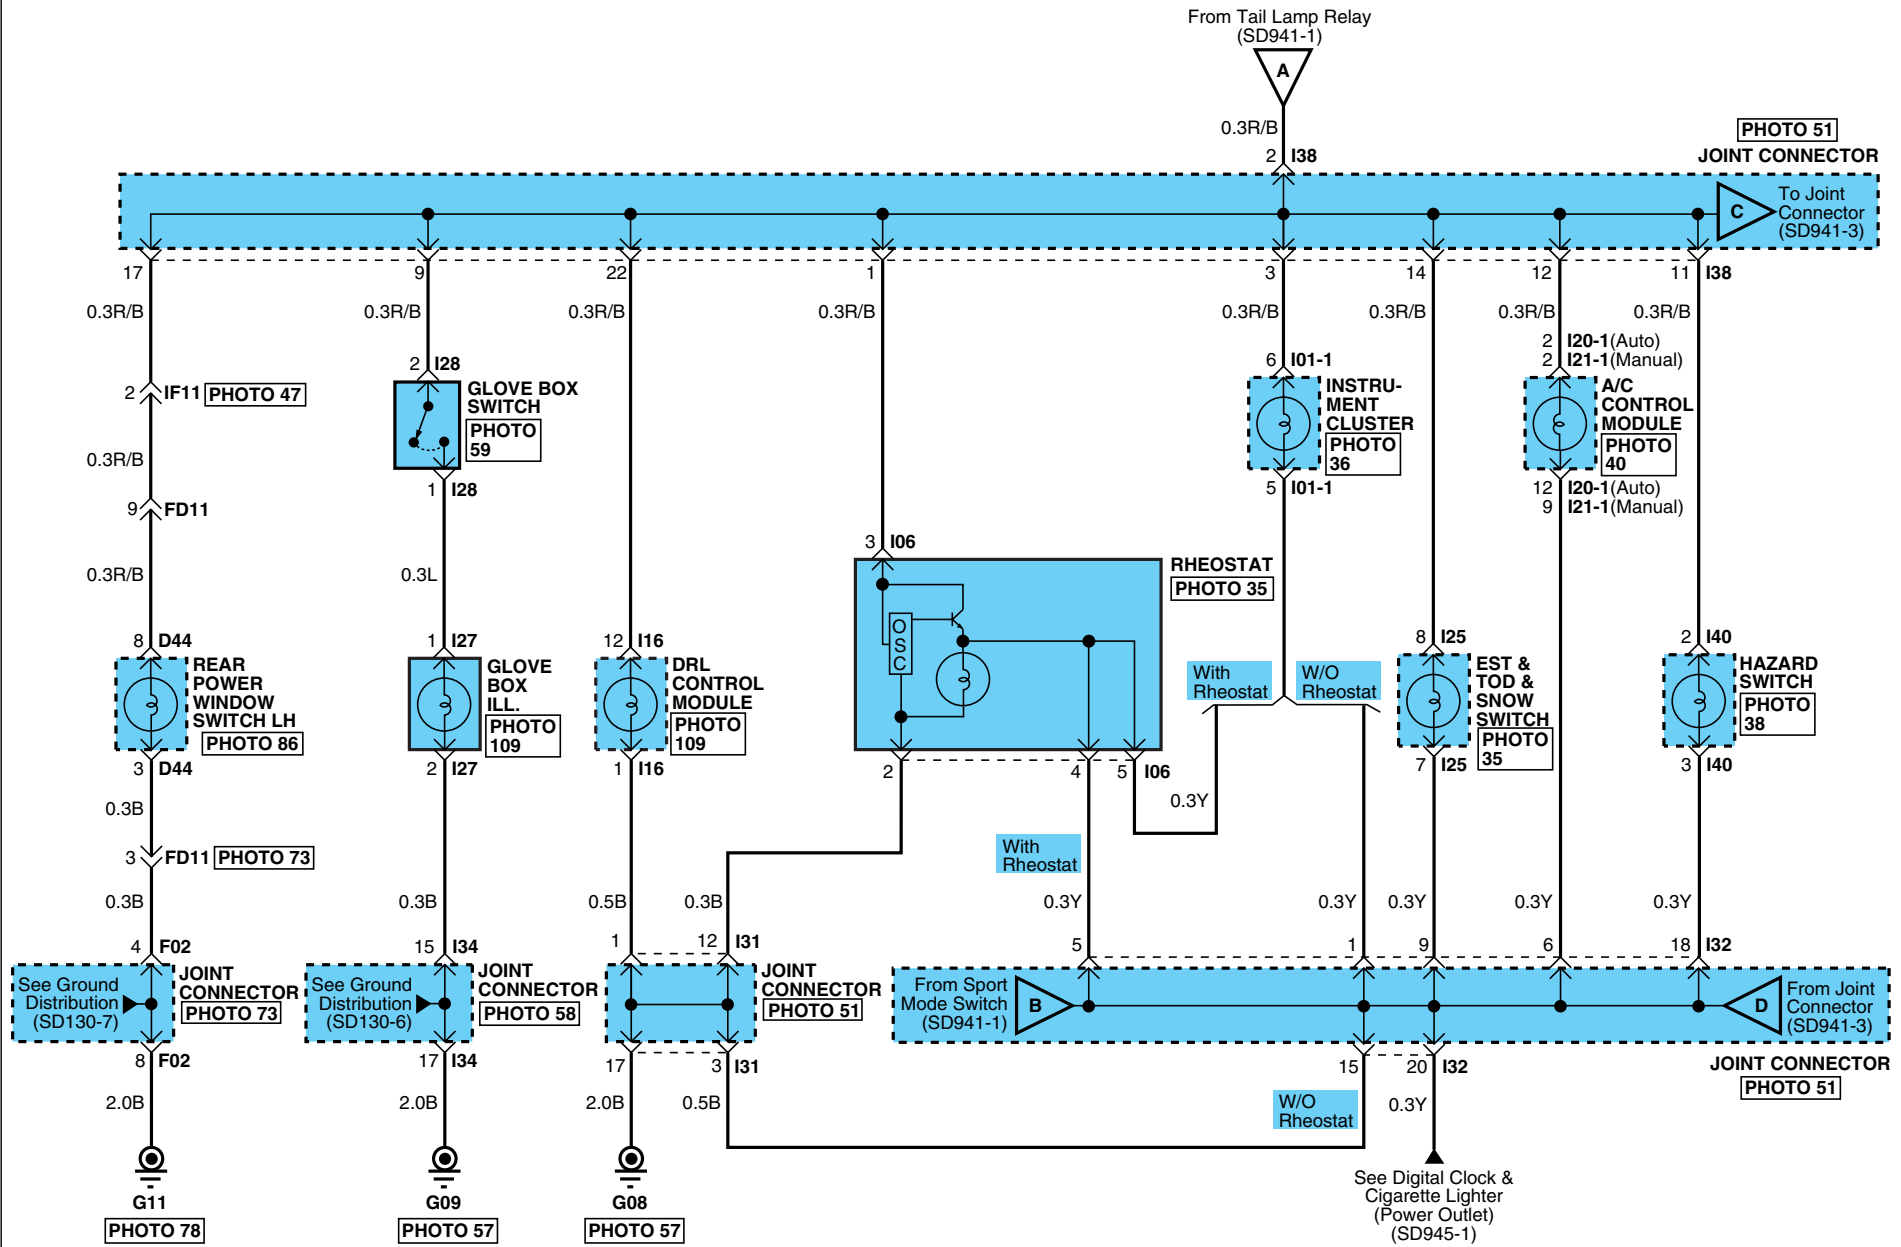 From Tail Lamp Relay
(SD941-1)
A
0.3R/B
PHOTO 51
2 I38
JOINT CONNECTOR
C
To Joint
Connector
(SD941-3)
17
9
22
1
3
14
12
11 I38
0.3R/B
0.3R/B
0.3R/B
0.3R/B
0.3R/B
0.3R/B
0.3R/B
0.3R/B
2 IF11 PHOTO 47
0.3R/B
9 FD11
0.3R/B
8 D44
REAR
POWER
WINDOW
SWITCH LH
PHOTO 86
3 D44
0.3B
3 FD11 PHOTO 73
0.3B
4 F02
See Ground
Distribution
(SD130-7)
JOINT
CONNECTOR
PHOTO 73
8 F02
2.0B
G11
PHOTO 78
2 I28
GLOVE BOX
SWITCH
PHOTO
59
1 I28
0.3L
1 I27
GLOVE
BOX
ILL.
PHOTO
109
2 I27
0.3B
15 I34
See Ground
Distribution
(SD130-6)
JOINT
CONNECTOR
PHOTO 58
17 I34
2.0B
G09
PHOTO 57
12 I16
DRL
CONTROL
MODULE
PHOTO
109
1 I16
0.5B
0.3B
1
12 I31
JOINT
CONNECTOR
PHOTO 51
17
3 I31
2.0B
0.5B
G08
PHOTO 57
3 I06
RHEOSTAT
PHOTO 35
O
S
C
2
4
5 I06
0.3Y
With
Rheostat
0.3Y
6 I01-1
INSTRU-
MENT
CLUSTER
PHOTO
36
5 I01-1
With
Rheostat
W/O
Rheostat
0.3Y
8 I25
EST &
TOD &
SNOW
SWITCH
PHOTO
35
7 I25
0.3Y
2 I20-1(Auto)
2 I21-1(Manual)
A/C
CONTROL
MODULE
PHOTO
40
12 I20-1(Auto)
9 I21-1(Manual)
0.3Y
2 I40
HAZARD
SWITCH
PHOTO
38
3 I40
0.3Y
5
1
9
6
18 I32
From Sport
Mode Switch
(SD941-1)
B
D
From Joint
Connector
(SD941-3)
JOINT CONNECTOR
PHOTO 51
15
20 I32
W/O
Rheostat
0.3Y
See Digital Clock &
Cigarette Lighter
(Power Outlet)
(SD945-1)